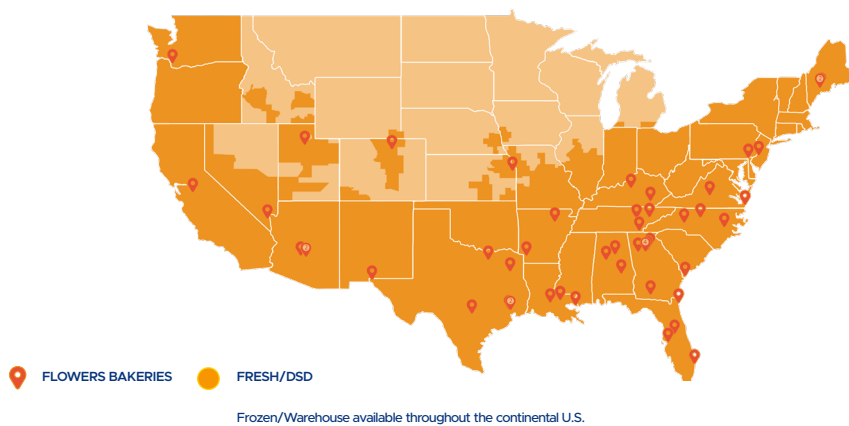 FLOWERS BAKERIES
FRESH/DSD
Frozen/Warehouse available throughout the continental U.S.